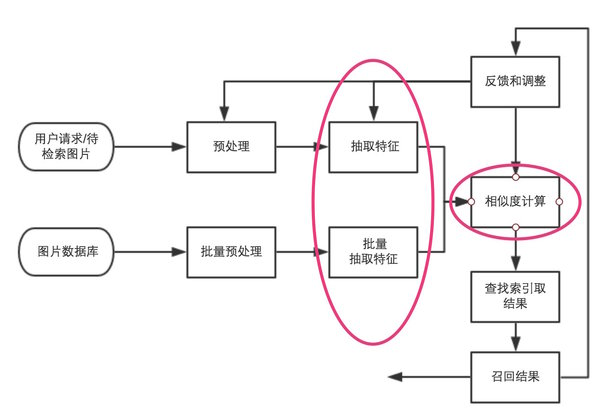 反馈和调整
用户请求/待
检索图片
预处理
抽取特征
相似度计算
图片数据库
批量预处理
批量
抽取特征
查找索引取
结果
召回结果